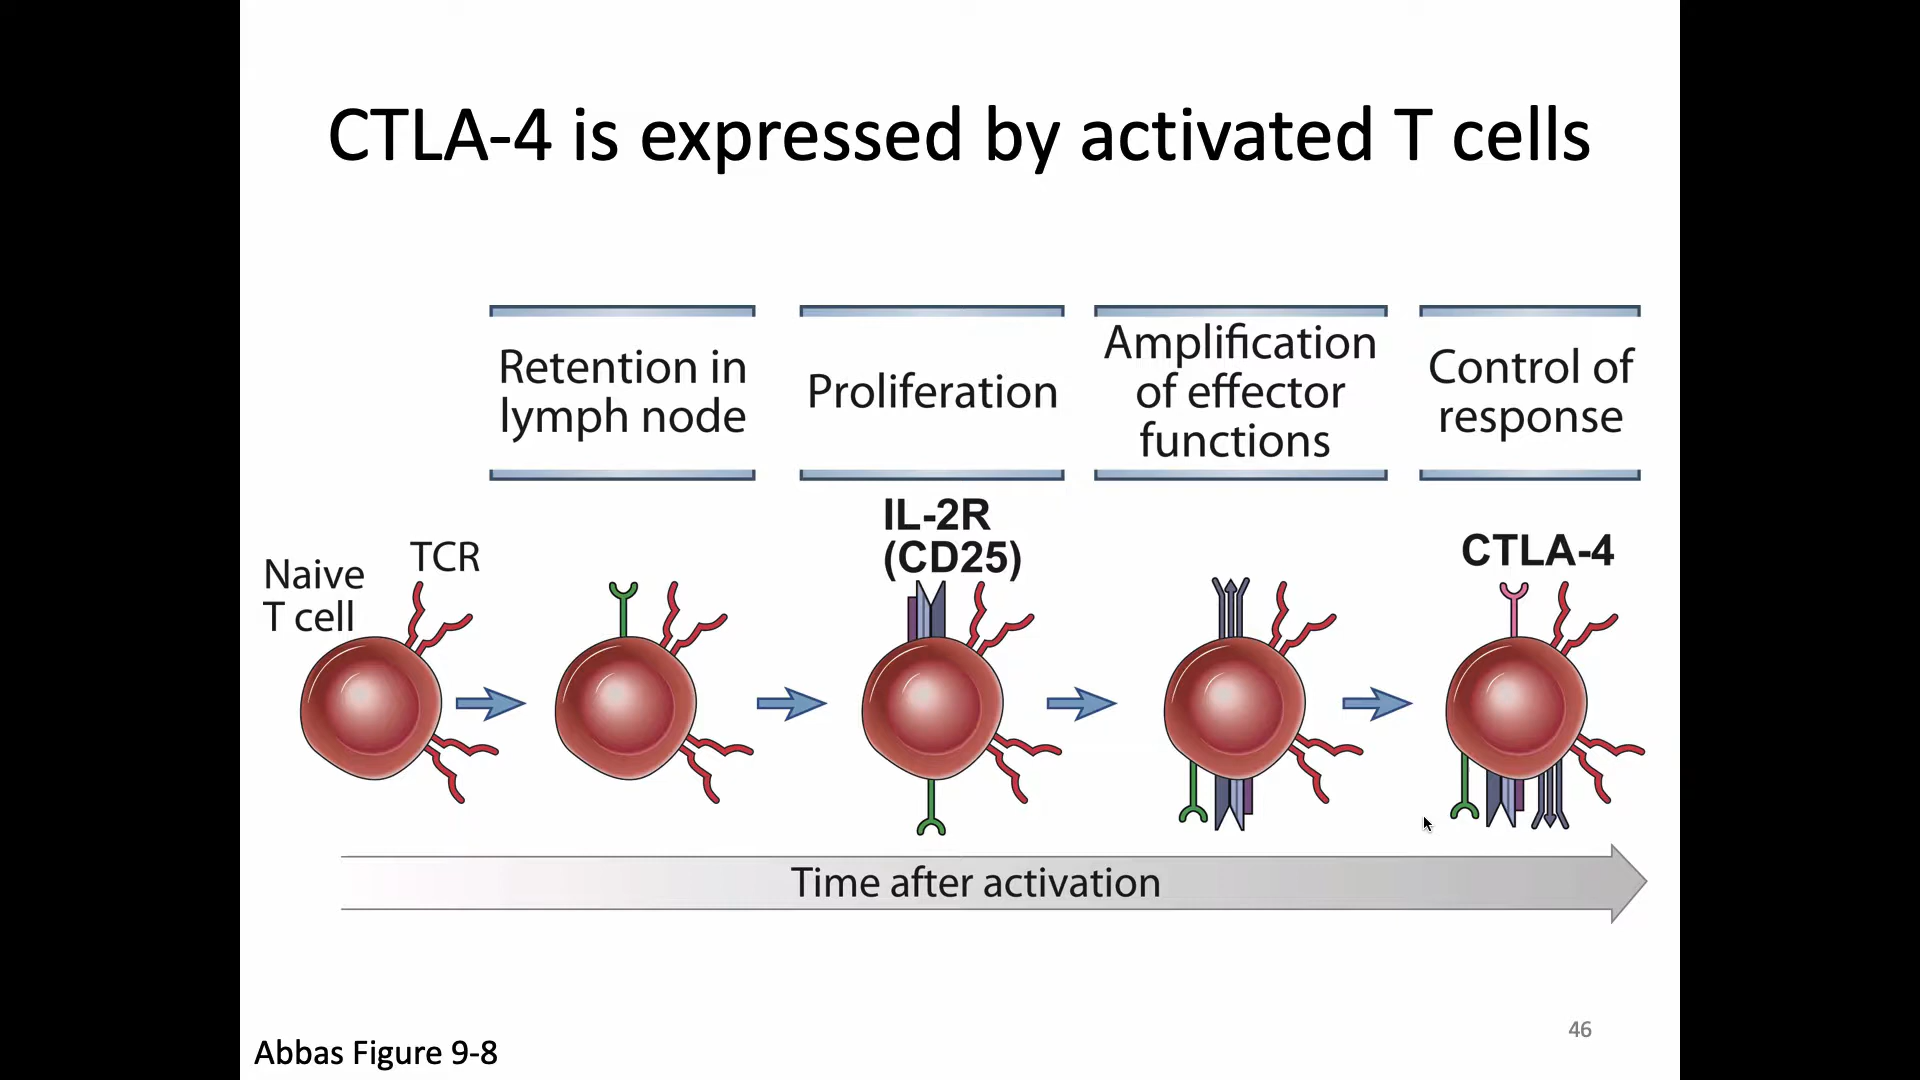 CTLA-4 is expressed by activated T cells
Retention in
lymph node
Proliferation
Amplification
of effector
functions
Control of
response
Naive
T cell
TCR
IL-2R
(CD25)
CTLA-4
Time after activation
46
Abbas Figure 9-8